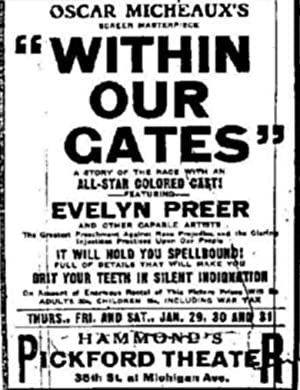 OSCAR MICHEAUX'S
SCREEN MASTERPIECE
"WITHIN
OUR
GATES"
A STORY OF THE RACE WITH AN
ALL-STAR COLORED CAST!
—FEATURING—
EVELYN PREER
AND OTHER CAPABLE ARTISTS
The Greatest Preachment Against Race Prejudice and the Glaring
Injustices Practiced Upon Our People
IT WILL HOLD YOU SPELLBOUND!
FULL OF DETAILS THAT WILL MAKE YOU
GRIT YOUR TEETH IN SILENT INDIGNATION
On Account of Enormous Rental of This Picture Prices Will Be
ADULTS CHILDREN INCLUDING WAR TAX
THURS., FRI. AND SAT., JAN. 29, 30 AND 31
HAMMOND'S
PICKFORD THEATER
35th St. at Michigan Ave.